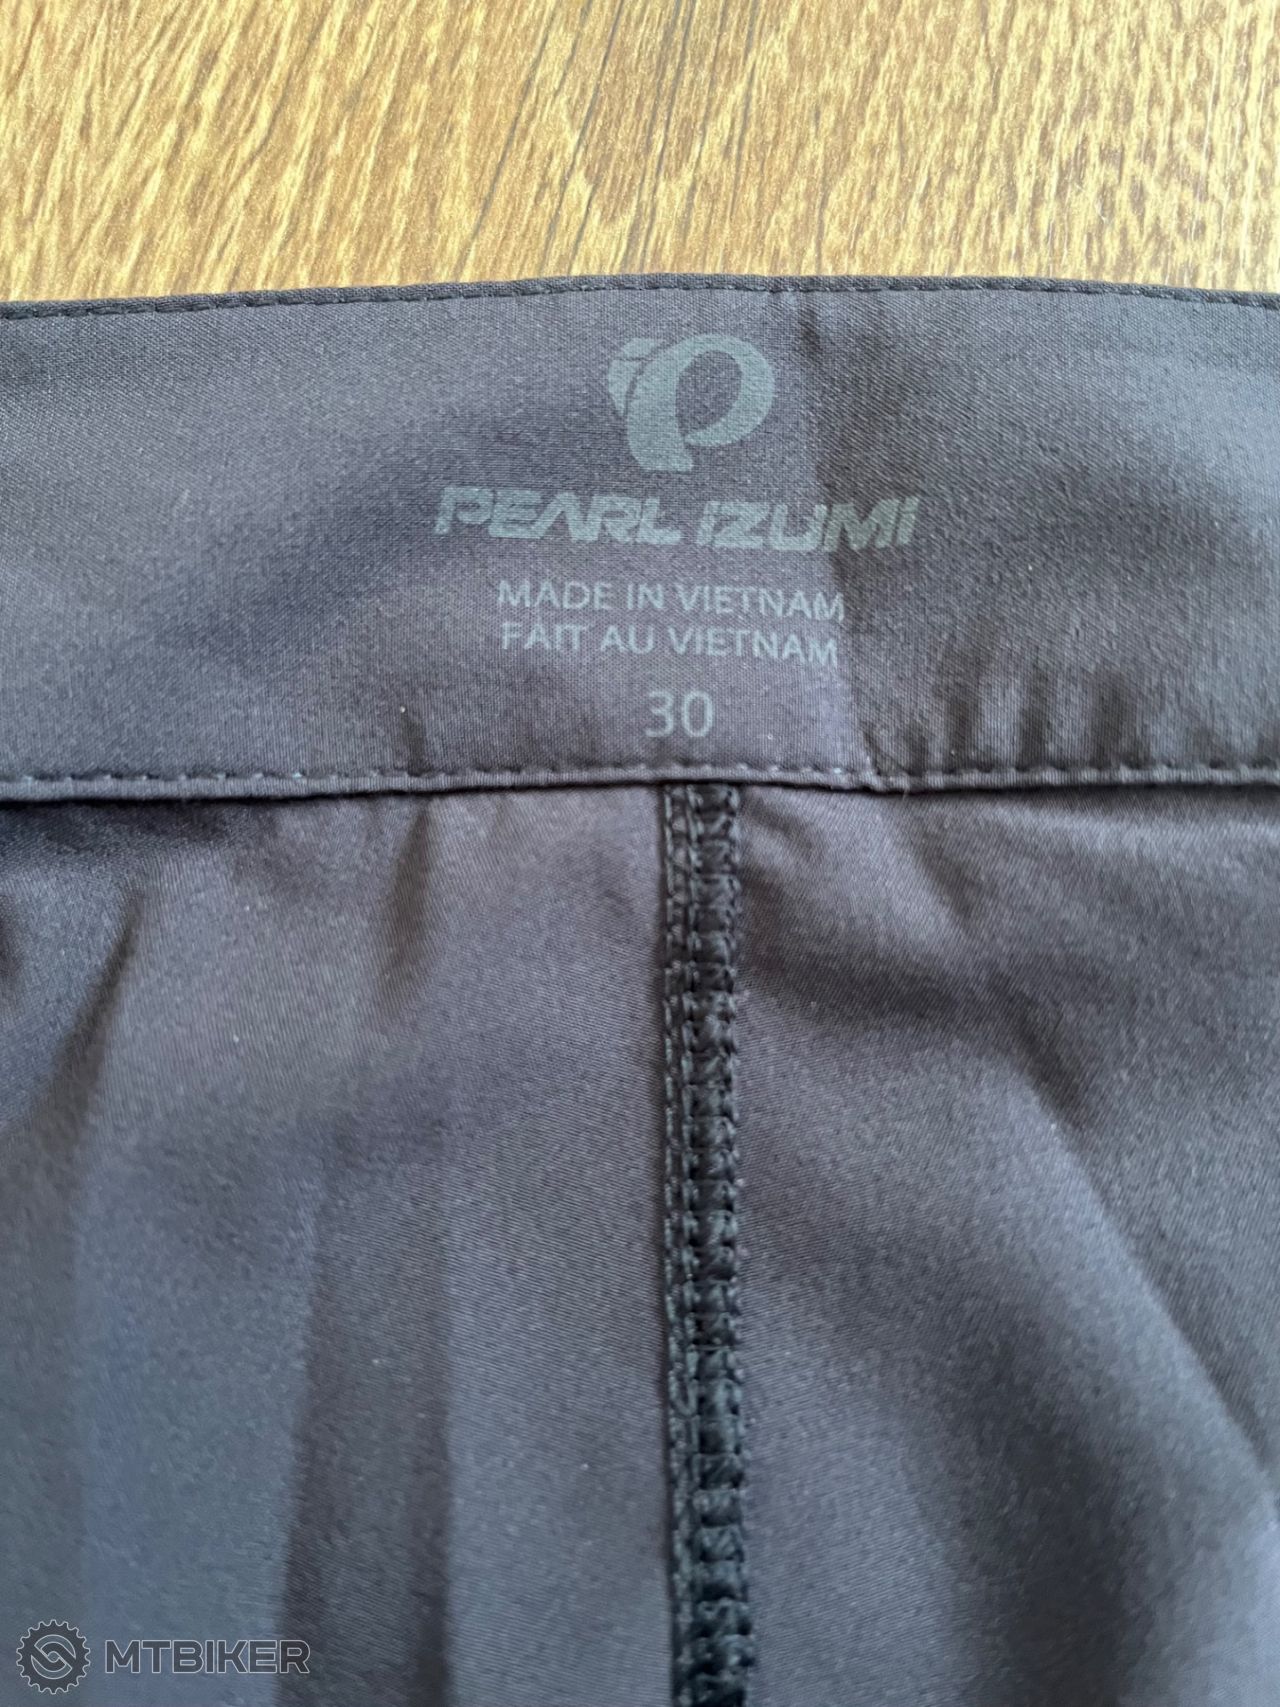 PEARL IZUMI
MADE IN VIETNAM
FAIT AU VIETNAM
30
MTBIKER